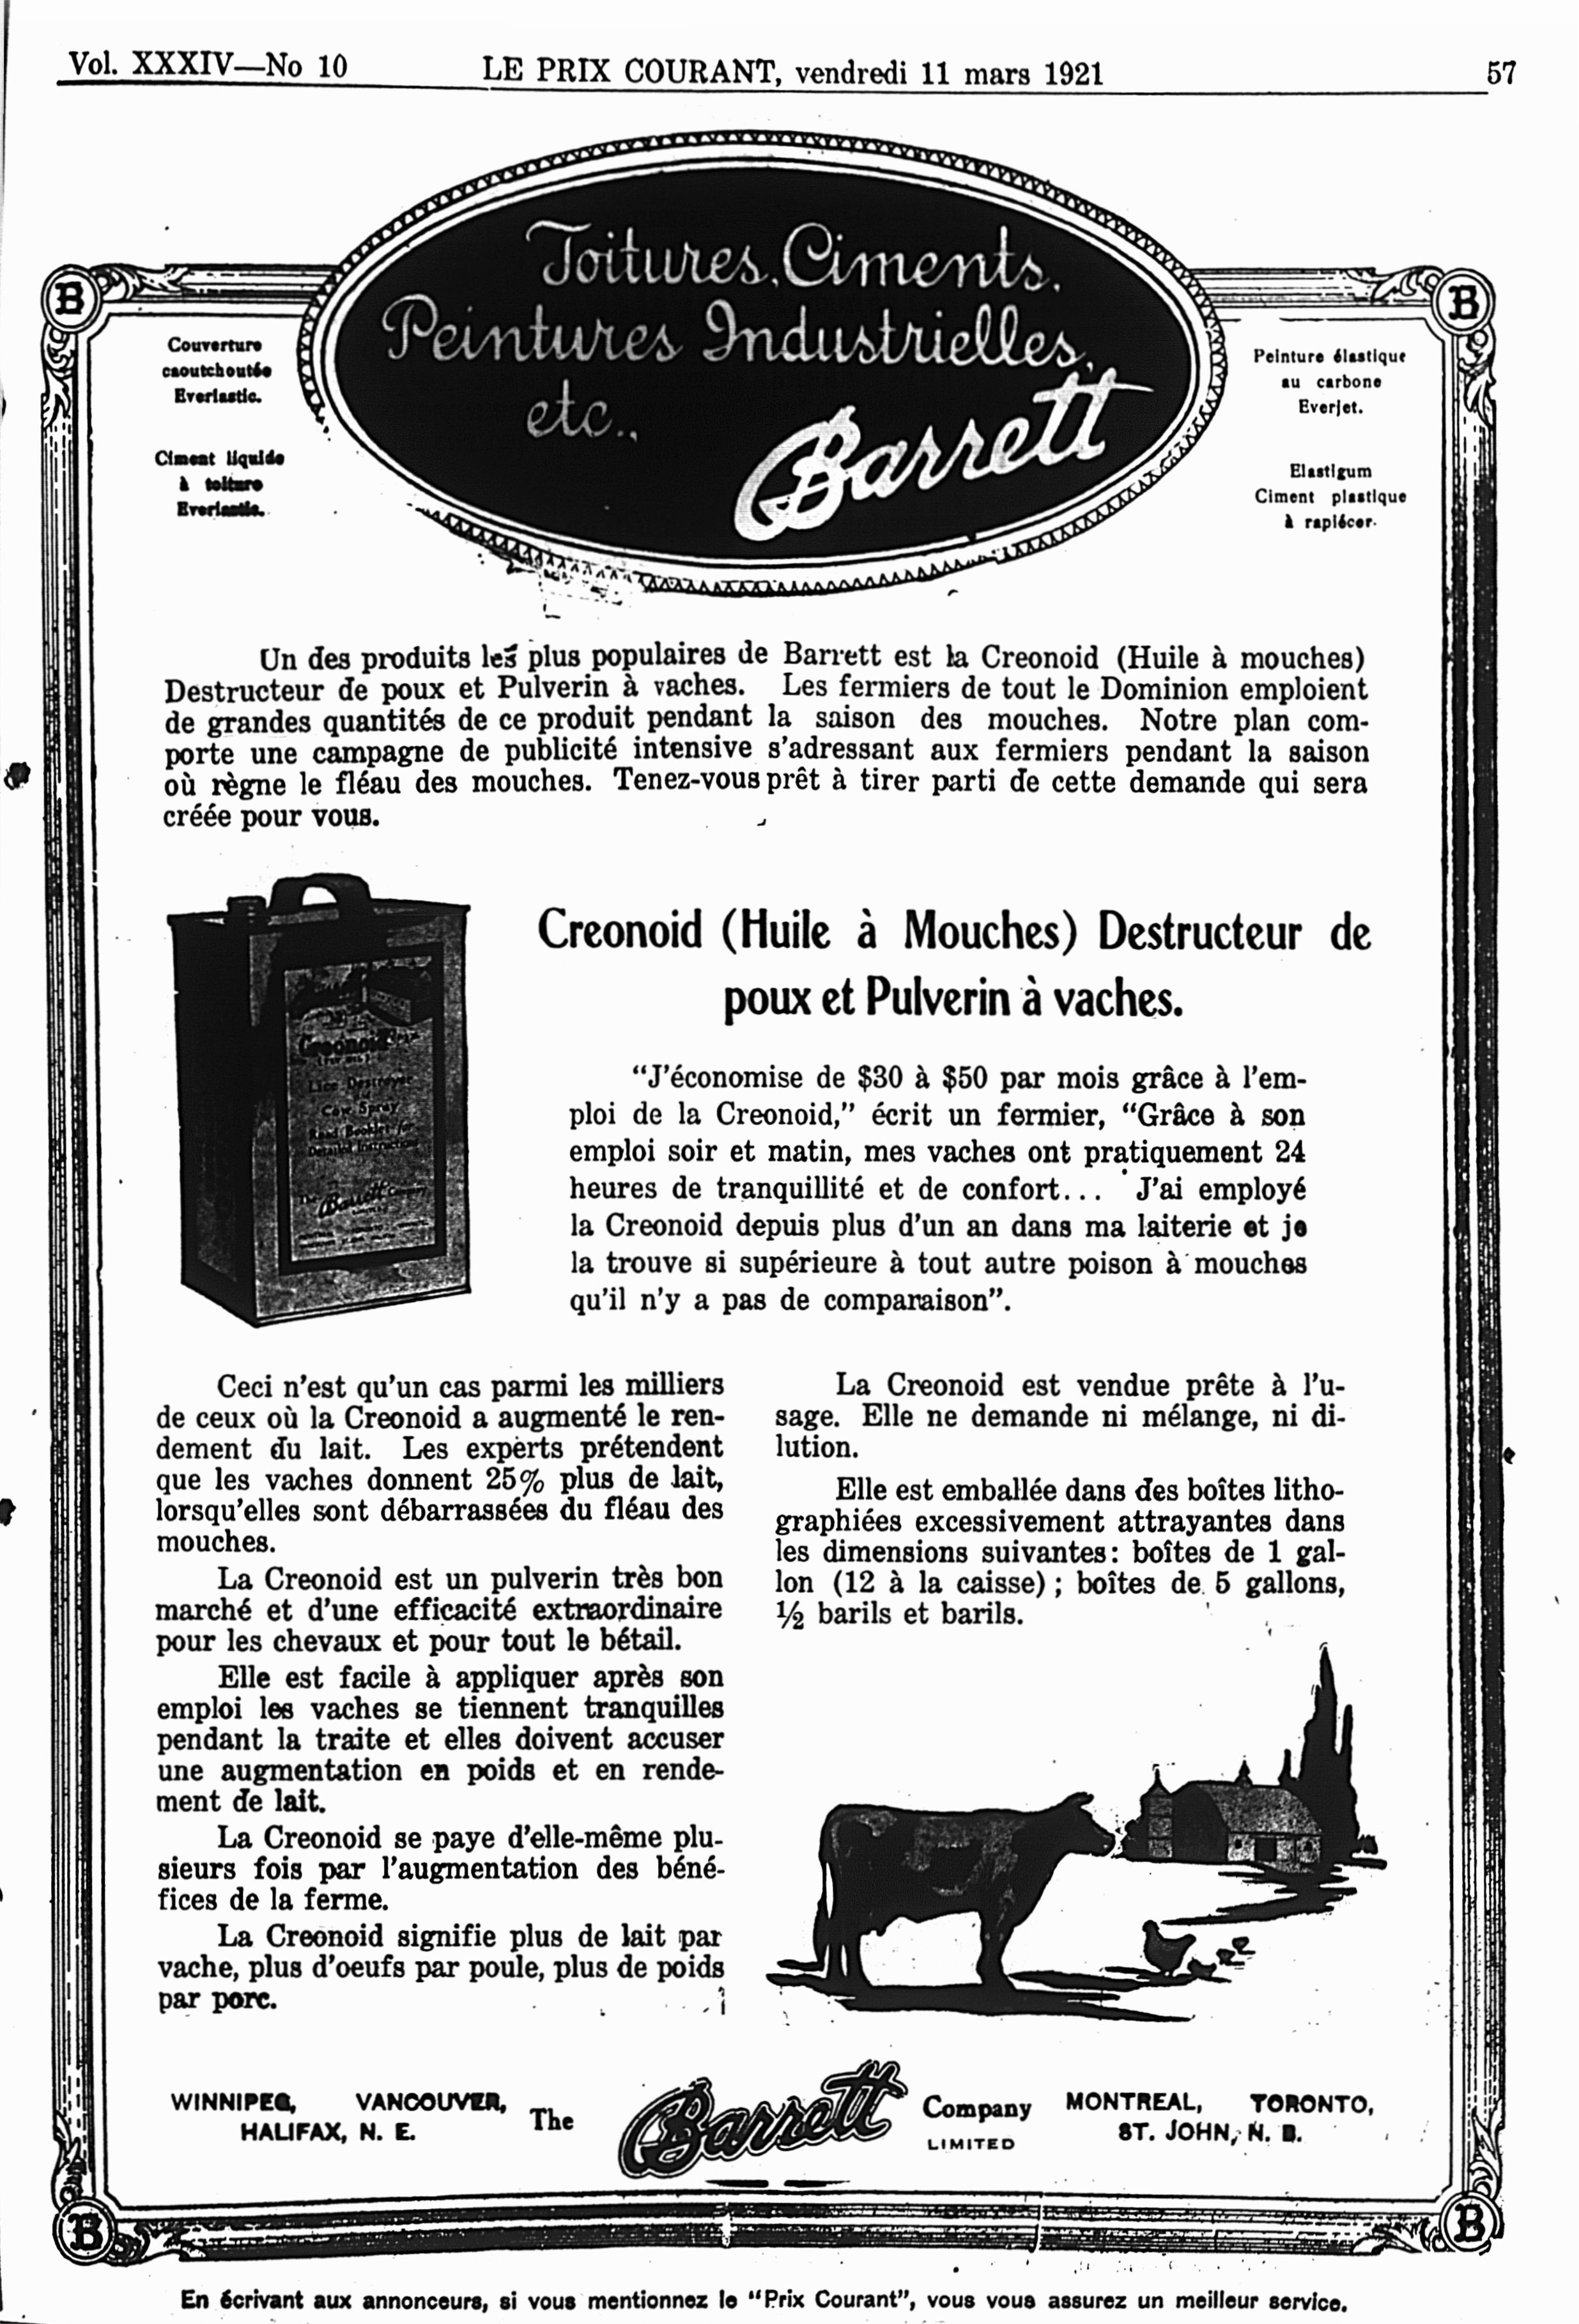 Vol. XXXIV—No 10 LE PRIX COURANT, vendredi 11 mars 1921 57
Toitures, Ciments,
Peintures Industrielles,
etc.,
Barrett
B
B
Couverture
caoutchoutée
Everlastic.
Ciment liquide
à toiture
Everlastic.
Peinture élastique
au carbone
Everjet.
Elastigum
Ciment plastique
à rapiécer.
Un des produits les plus populaires de Barrett est la Creonoid (Huile à mouches)
Destructeur de poux et Pulverin à vaches. Les fermiers de tout le Dominion emploient
de grandes quantités de ce produit pendant la saison des mouches. Notre plan com-
porte une campagne de publicité intensive s'adressant aux fermiers pendant la saison
où règne le fléau des mouches. Tenez-vous prêt à tirer parti de cette demande qui sera
créée pour vous.
Creonoid
Lice Destroyer
Cow Spray
Read Booklet for
Detailed Instructions
The Barrett Company
LIMITED
Creonoid (Huile à Mouches) Destructeur de
poux et Pulverin à vaches.
"J'économise de $30 à $50 par mois grâce à l'em-
ploi de la Creonoid," écrit un fermier, "Grâce à son
emploi soir et matin, mes vaches ont pratiquement 24
heures de tranquillité et de confort... J'ai employé
la Creonoid depuis plus d'un an dans ma laiterie et je
la trouve si supérieure à tout autre poison à mouches
qu'il n'y a pas de comparaison".
Ceci n'est qu'un cas parmi les milliers
de ceux où la Creonoid a augmenté le ren-
dement du lait. Les experts prétendent
que les vaches donnent 25% plus de lait,
lorsqu'elles sont débarrassées du fléau des
mouches.
La Creonoid est un pulverin très bon
marché et d'une efficacité extraordinaire
pour les chevaux et pour tout le bétail.
Elle est facile à appliquer après son
emploi les vaches se tiennent tranquilles
pendant la traite et elles doivent accuser
une augmentation en poids et en rende-
ment de lait.
La Creonoid se paye d'elle-même plu-
sieurs fois par l'augmentation des béné-
fices de la ferme.
La Creonoid signifie plus de lait par
vache, plus d'oeufs par poule, plus de poids
par porc.
La Creonoid est vendue prête à l'u-
sage. Elle ne demande ni mélange, ni di-
lution.
Elle est emballée dans des boîtes litho-
graphiées excessivement attrayantes dans
les dimensions suivantes: boîtes de 1 gal-
lon (12 à la caisse) ; boîtes de 5 gallons,
½ barils et barils.
WINNIPEG, VANCOUVER,
HALIFAX, N. E.
The Barrett Company
LIMITED
MONTREAL, TORONTO,
ST. JOHN, N. B.
B
B
En écrivant aux annonceurs, si vous mentionnez le "Prix Courant", vous vous assurez un meilleur service.